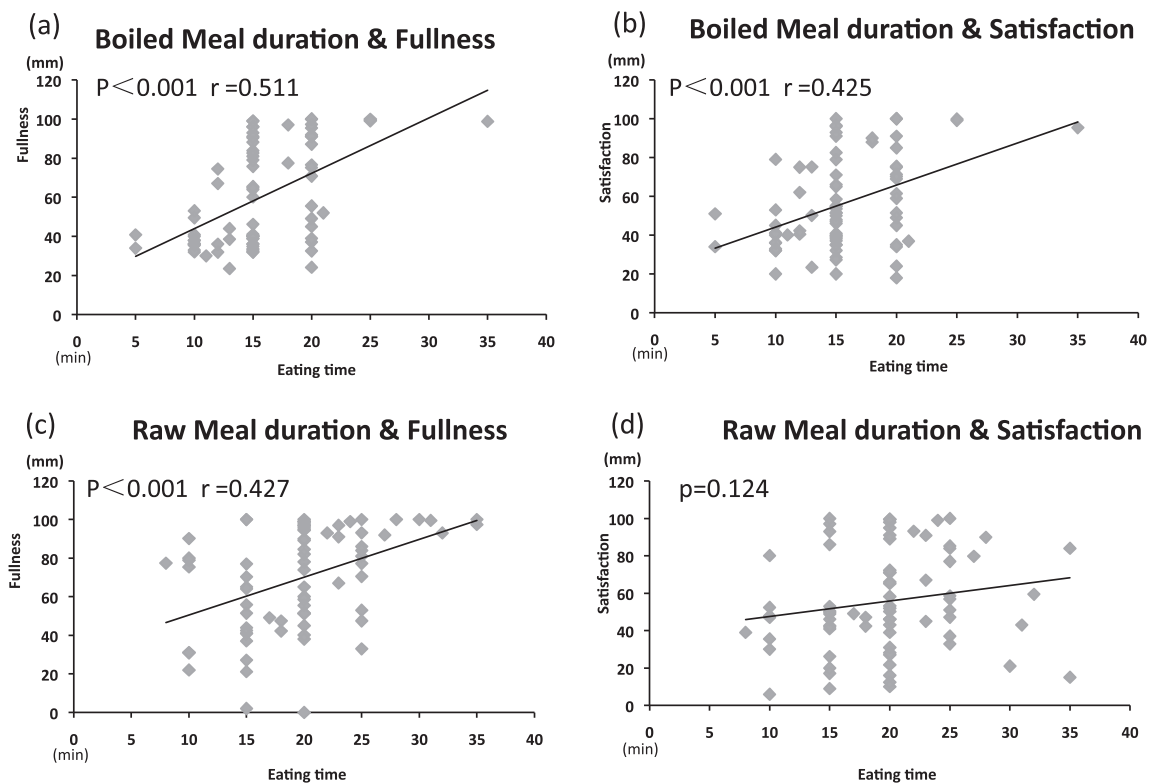 (a)
Boiled Meal duration & Fullness
(mm)
P＜0.001 r =0.511
Fullness
120
100
80
60
40
20
0
0 5 10 15 20 25 30 35 40
(min)
Eating time
(b)
Boiled Meal duration & Satisfaction
(mm)
P＜0.001 r =0.425
Satisfaction
120
100
80
60
40
20
0
0 5 10 15 20 25 30 35 40
(min)
Eating time
(c)
Raw Meal duration & Fullness
(mm)
P＜0.001 r =0.427
Fullness
120
100
80
60
40
20
0
0 5 10 15 20 25 30 35 40
(min)
Eating time
(d)
Raw Meal duration & Satisfaction
(mm)
p=0.124
Satisfaction
120
100
80
60
40
20
0
0 5 10 15 20 25 30 35 40
(min)
Eating time